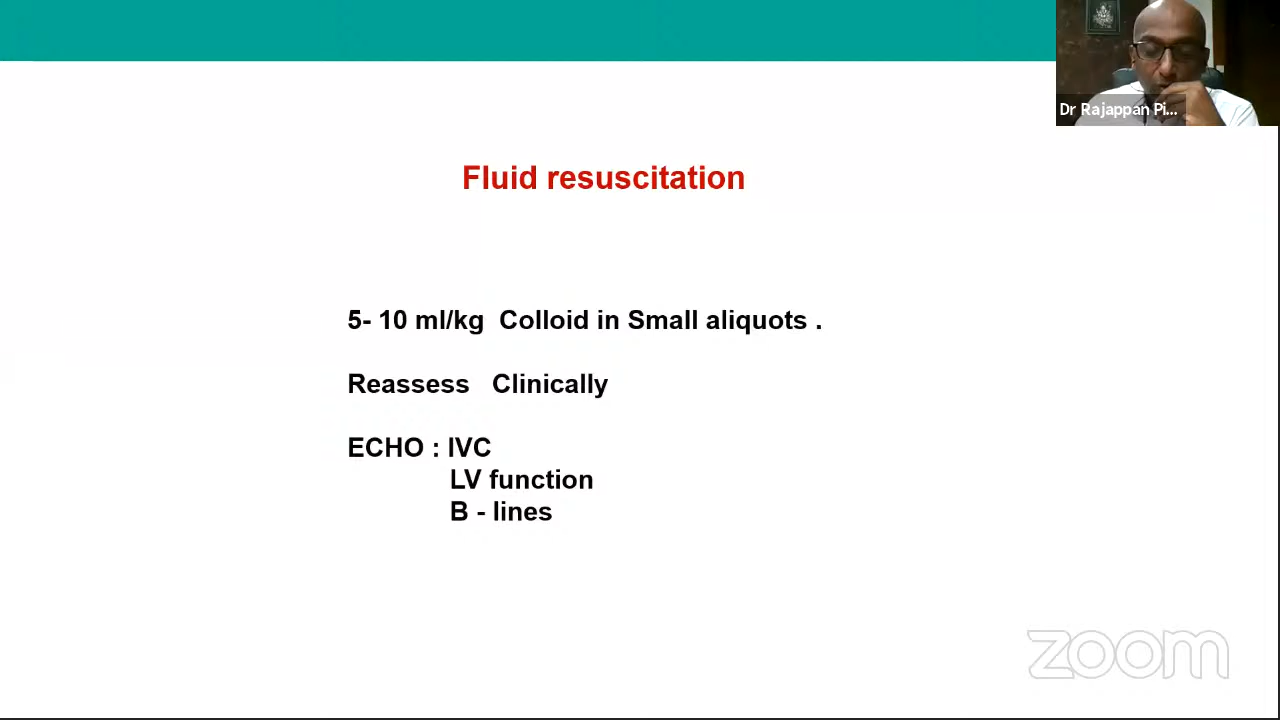 Dr Rajappan Pi...
Fluid resuscitation
5- 10 ml/kg Colloid in Small aliquots .
Reassess Clinically
ECHO : IVC
LV function
B - lines
zoom